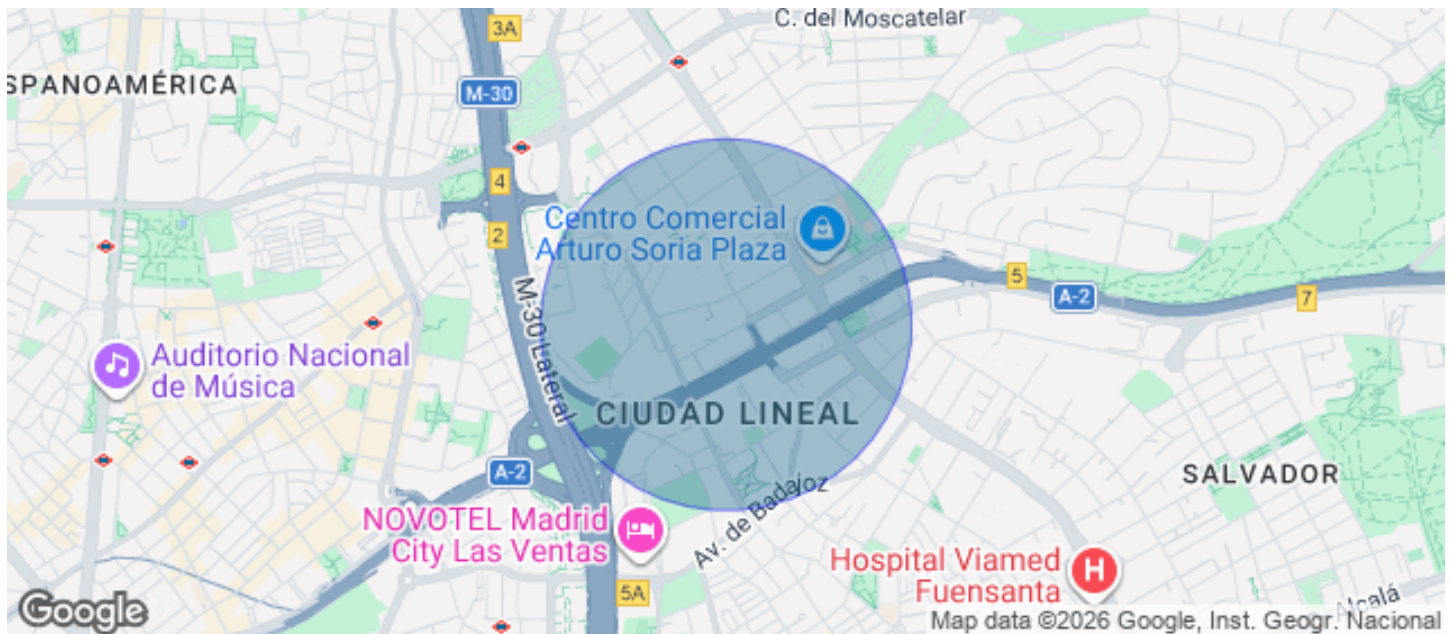 C. del Moscatelar
3A
SPANOAMÉRICA
M-30
4
Centro Comercial
Arturo Soria Plaza
2
5
A-2
7
M-30 Lateral
Auditorio Nacional
de Música
CIUDAD LINEAL
A-2
SALVADOR
Av. de Badajoz
NOVOTEL Madrid
City Las Ventas
Hospital Viamed
Fuensanta
H
5A
Alcalá
Google
Map data ©2026 Google, Inst. Geogr. Nacional